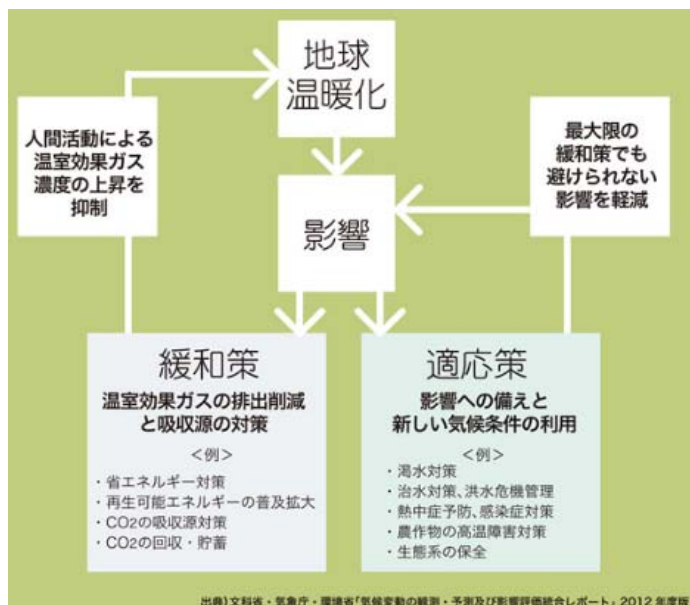 地球
温暖化
人間活動による
温室効果ガス
濃度の上昇を
抑制
最大限の
緩和策でも
避けられない
影響を軽減
影響
緩和策
温室効果ガスの排出削減
と吸収源の対策
<例>
・省エネルギー対策
・再生可能エネルギーの普及拡大
・CO2の吸収源対策
・CO2の回収・貯蓄
適応策
影響への備えと
新しい気候条件の利用
<例>
・渇水対策
・治水対策、洪水危機管理
・熱中症予防、感染症対策
・農作物の高温障害対策
・生態系の保全
出典)文科省・気象庁・環境省「気候変動の観測・予測及び影響評価統合レポート」2012年度版